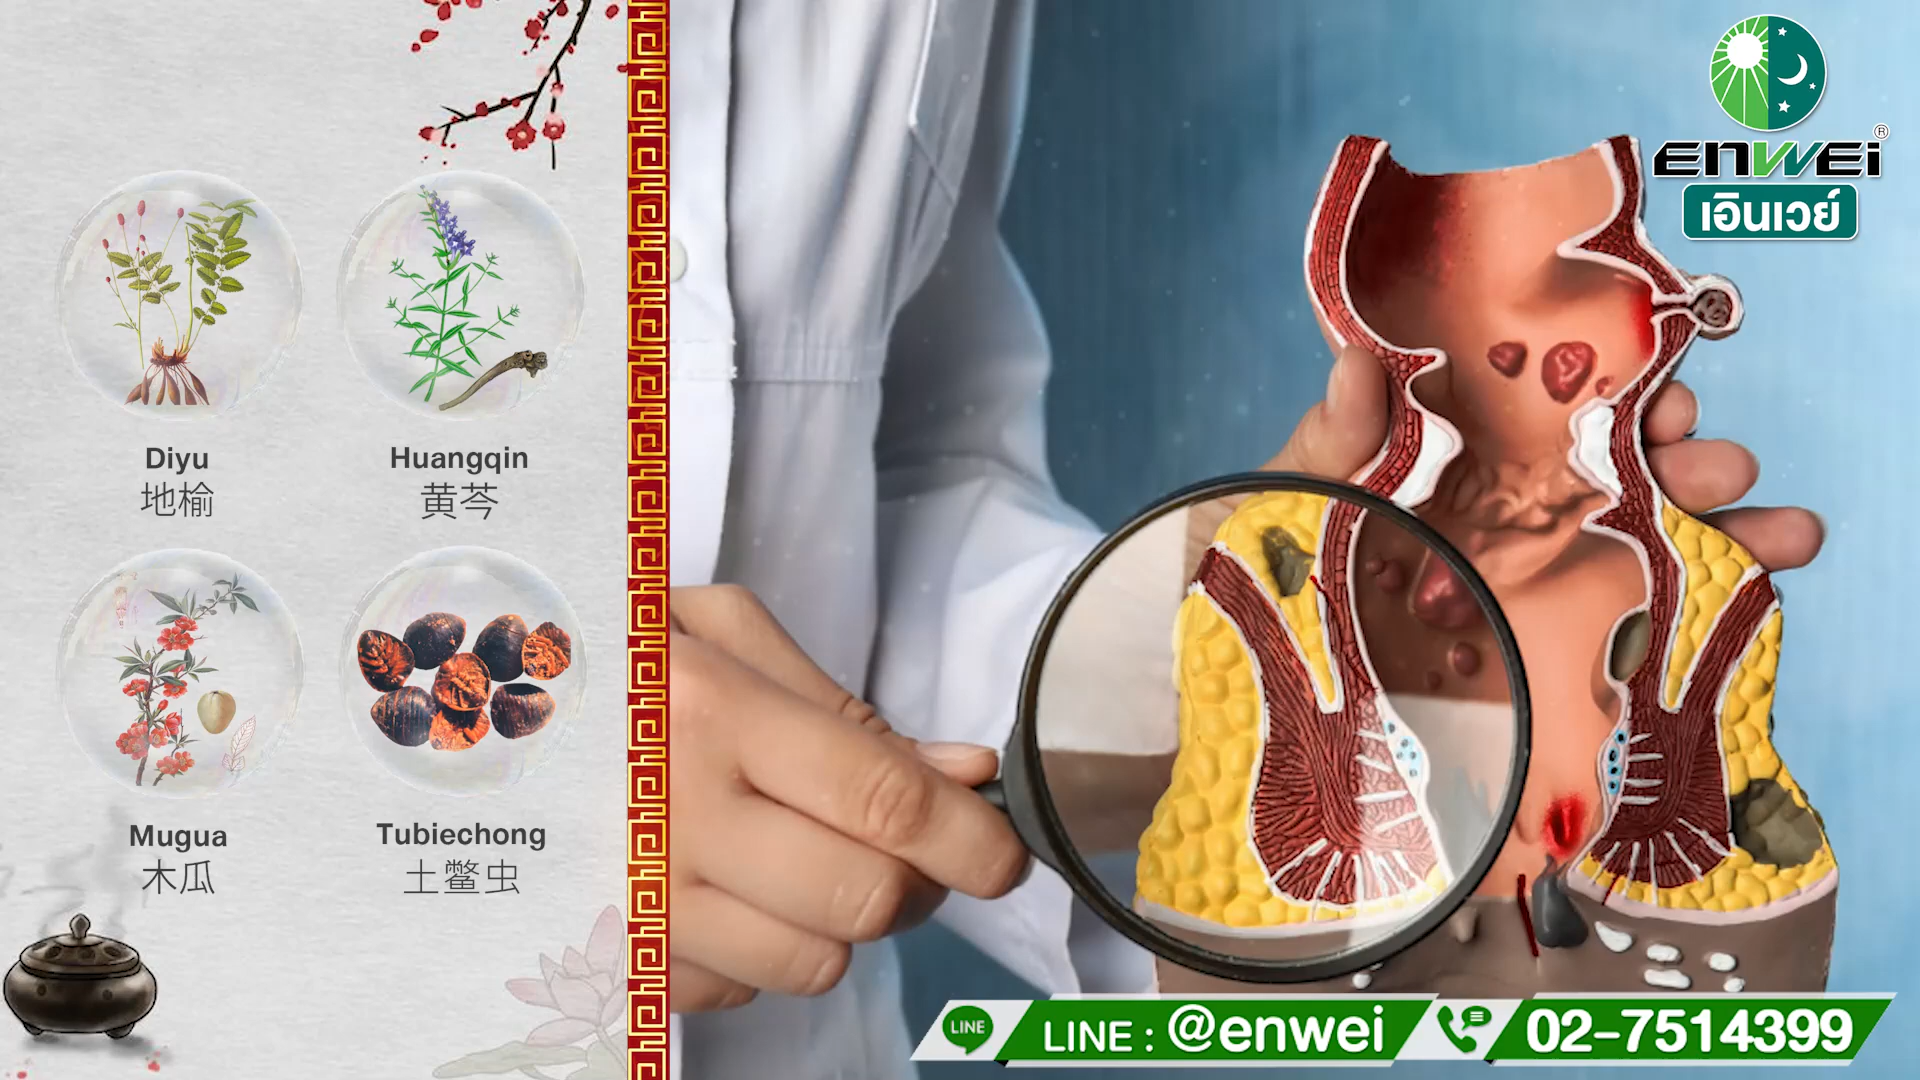 Diyu
地榆
Huangqin
黄芩
Mugua
木瓜
Tubiechong
土鳖虫
ENWEI®
เอินเวย์
LINE
LINE : @enwei
02-7514399